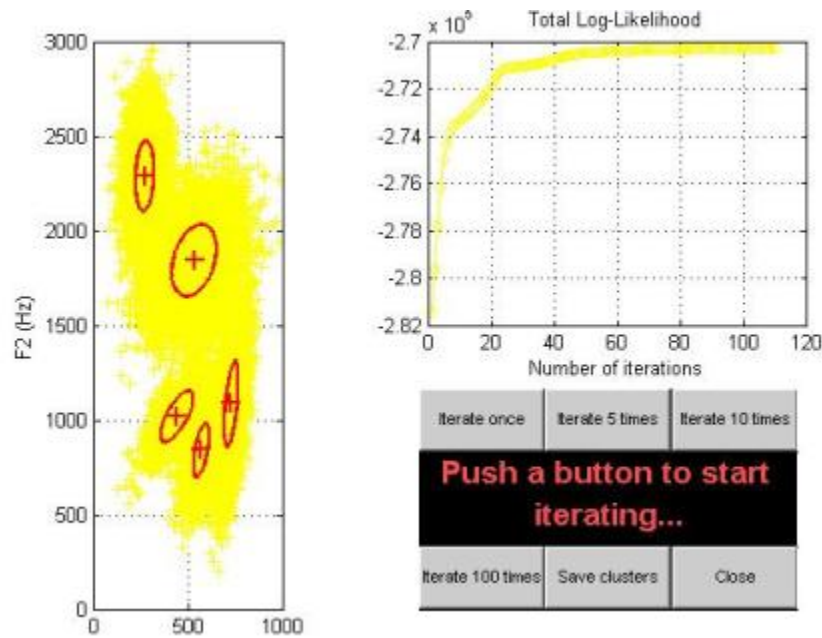 3000
2500
2000
1500
1000
500
0
F2 (Hz)
0 500 1000
Total Log-Likelihood
x 10^5
-2.7
-2.72
-2.74
-2.76
-2.78
-2.8
-2.82
0 20 40 60 80 100 120
Number of iterations
Iterate once Iterate 5 times Iterate 10 times
Push a button to start
iterating...
Iterate 100 times Save clusters Close